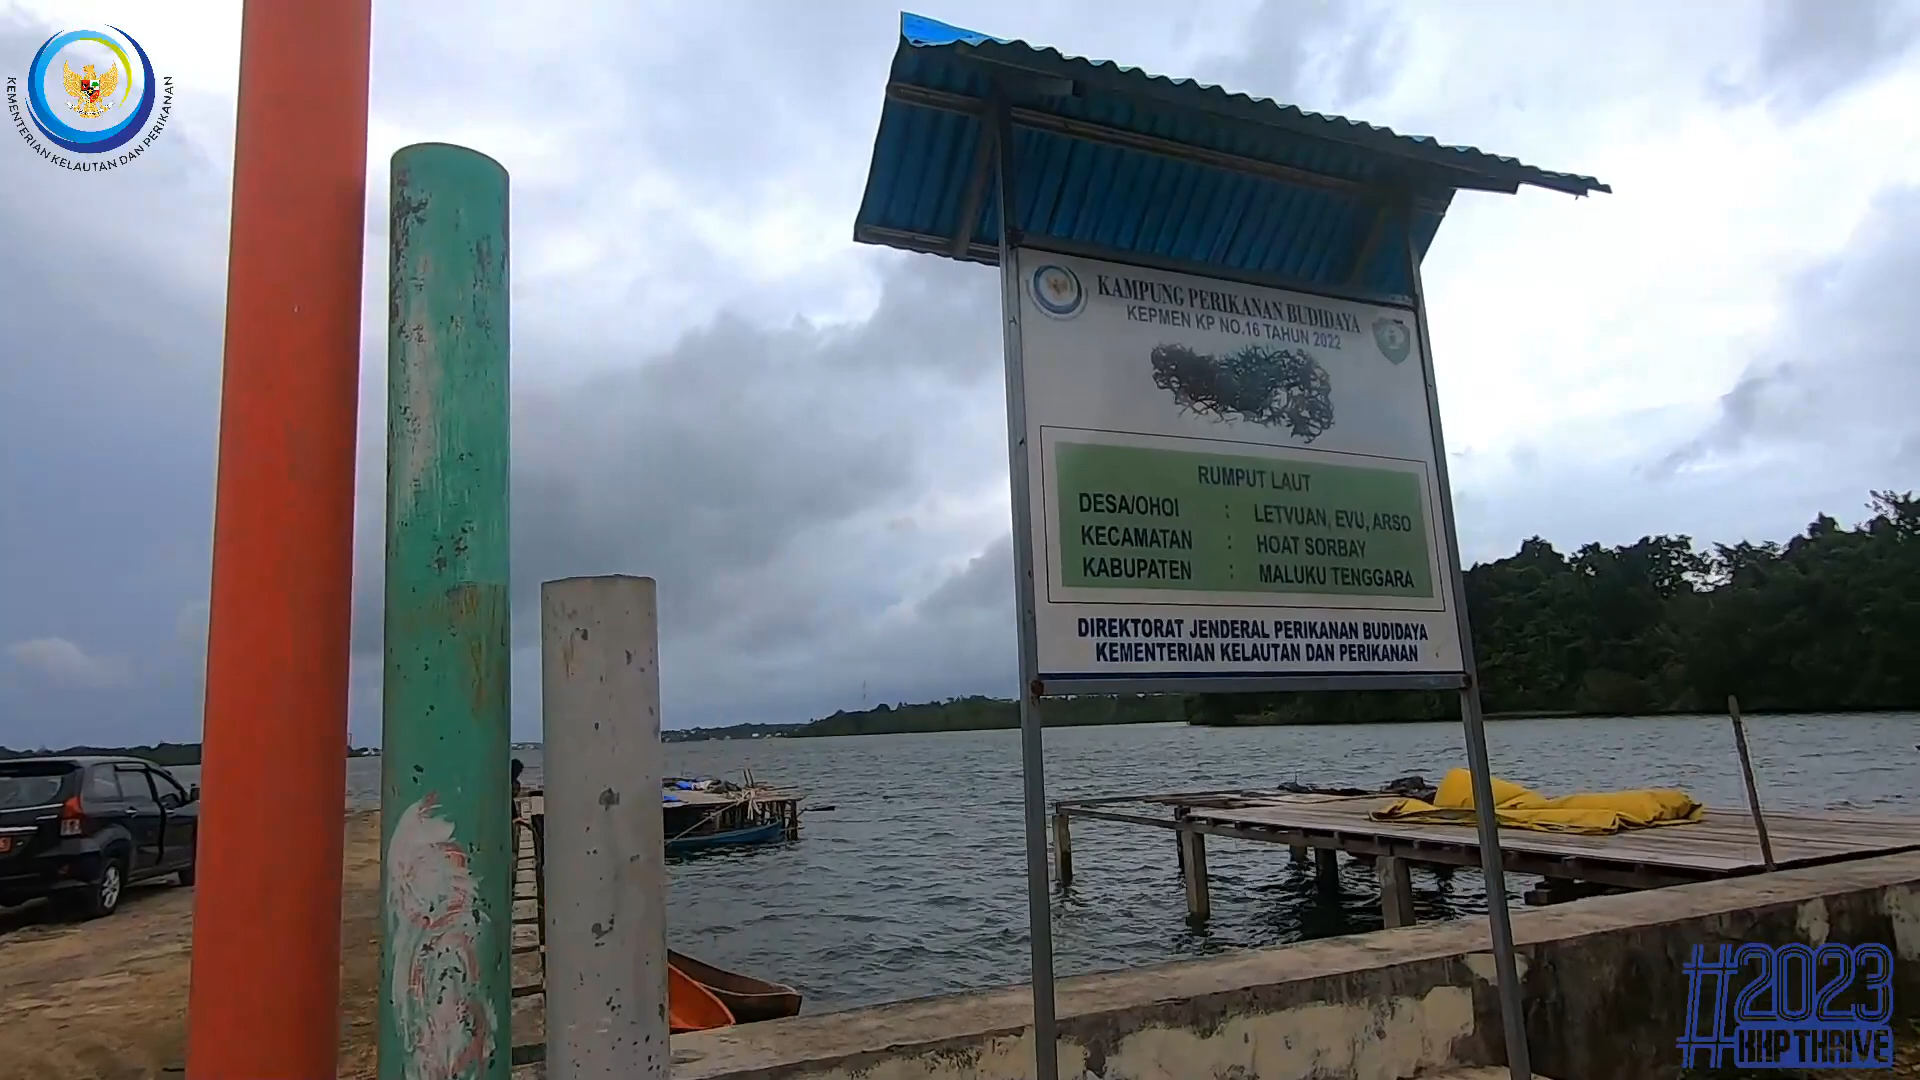 KEMENTERIAN KELAUTAN DAN PERIKANAN
KAMPUNG PERIKANAN BUDIDAYA
KEPMEN KP NO.16 TAHUN 2022
RUMPUT LAUT
DESA/OHOI : LETVUAN, EVU, ARSO
KECAMATAN : HOAT SORBAY
KABUPATEN : MALUKU TENGGARA
DIREKTORAT JENDERAL PERIKANAN BUDIDAYA
KEMENTERIAN KELAUTAN DAN PERIKANAN
#2023
KKP THRIVE